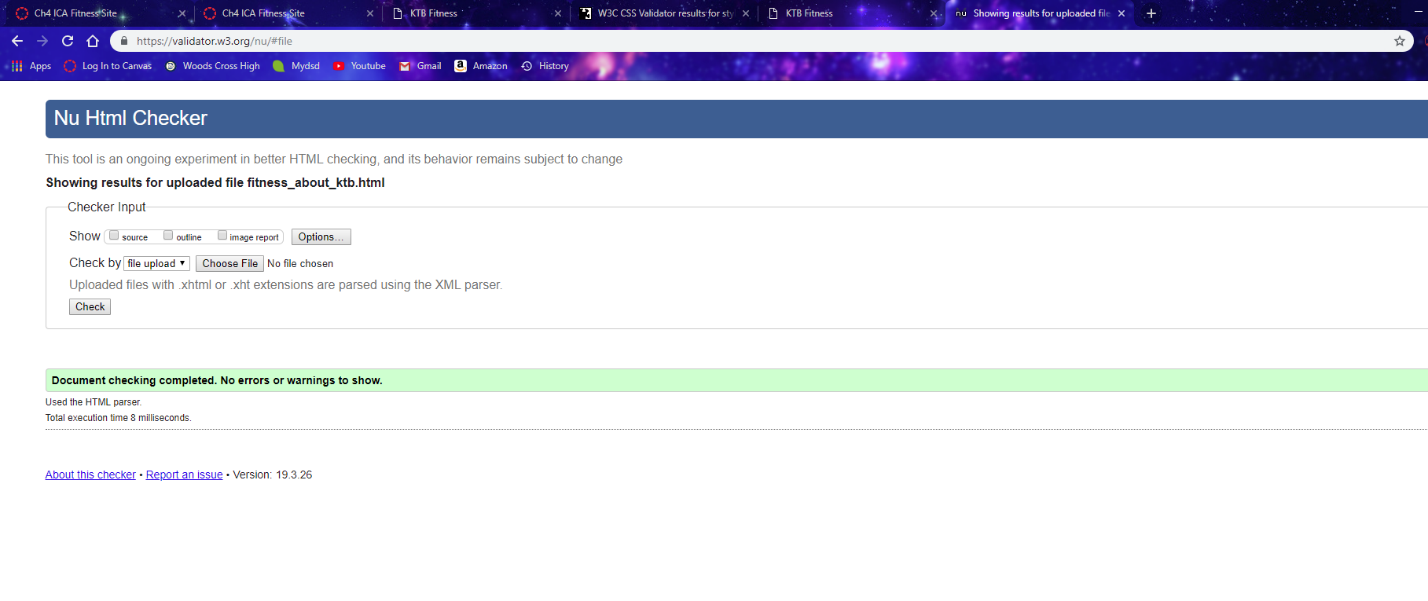 Ch4 ICA Fitness Site
Ch4 ICA Fitness Site
KTB Fitness
W3C CSS Validator results for sty
KTB Fitness
nu Showing results for uploaded file
https://validator.w3.org/nu/#file
Apps Log In to Canvas Woods Cross High Mydsd Youtube Gmail Amazon History
Nu Html Checker
This tool is an ongoing experiment in better HTML checking, and its behavior remains subject to change
Showing results for uploaded file fitness_about_ktb.html
Checker Input
Show source outline image report Options...
Check by file upload Choose File No file chosen
Uploaded files with .xhtml or .xht extensions are parsed using the XML parser.
Check
Document checking completed. No errors or warnings to show.
Used the HTML parser.
Total execution time 8 milliseconds.
About this checker • Report an issue • Version: 19.3.26